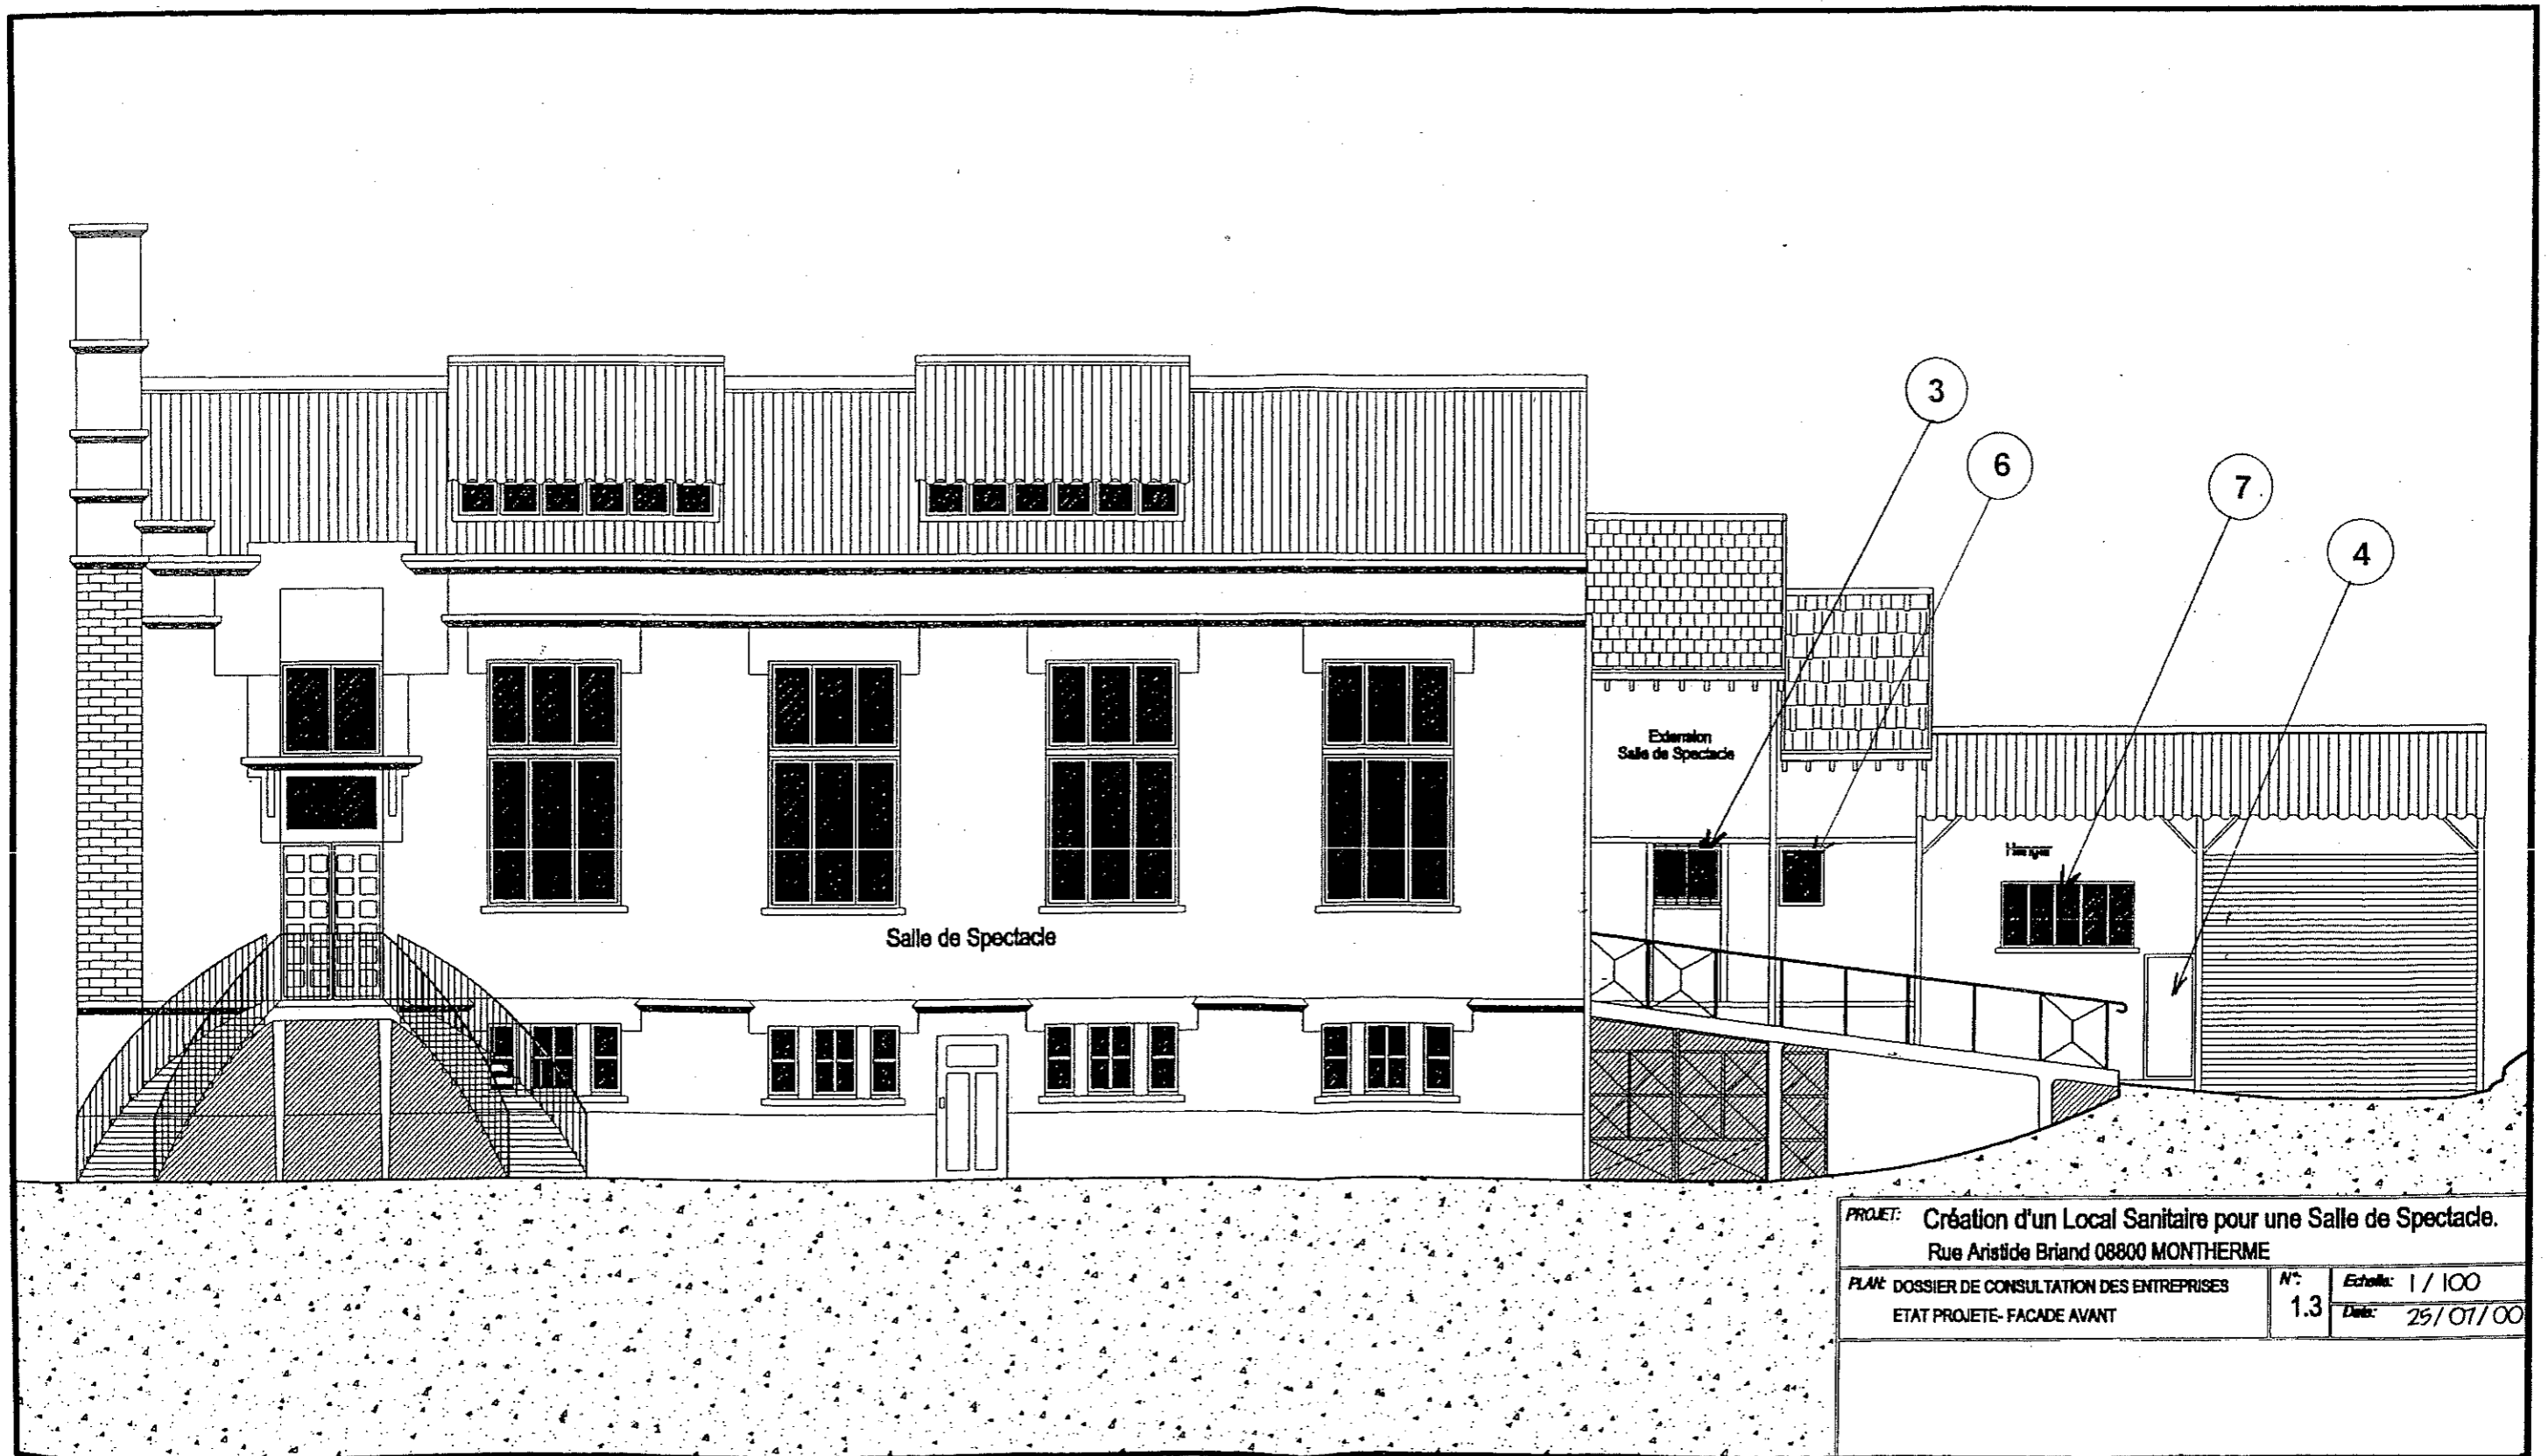 3
6
7
4
Extension
Salle de Spectacle
Hangar
Salle de Spectacle
PROJET: Création d'un Local Sanitaire pour une Salle de Spectacle.
Rue Aristide Briand 08800 MONTHERME
PLAN: DOSSIER DE CONSULTATION DES ENTREPRISES
ETAT PROJETE- FACADE AVANT
N°:
1.3
Echelle: 1 / 100
Date: 25/07/00